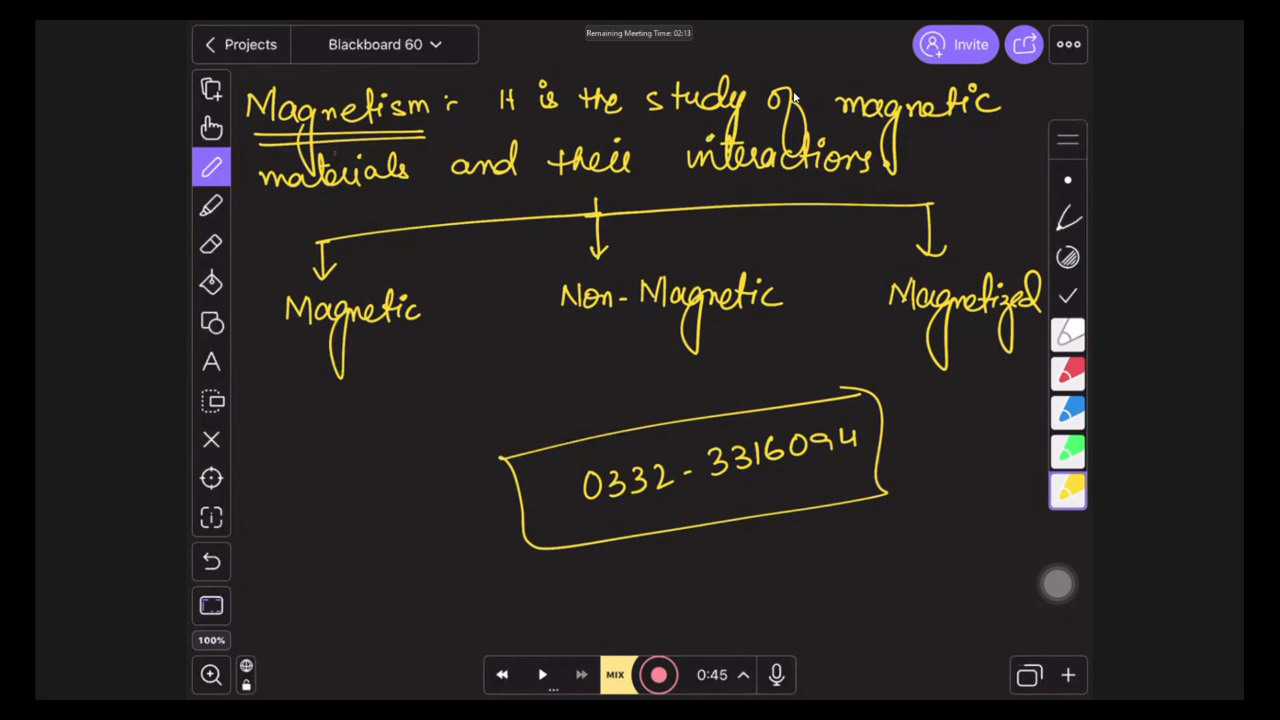 Remaining Meeting Time: 02:13
Projects
Blackboard 60
Invite
Magnetism :- It is the study of magnetic
materials and their interactions.
Magnetic Non-Magnetic Magnetized
0332 - 3316094
A
100%
MIX
0:45